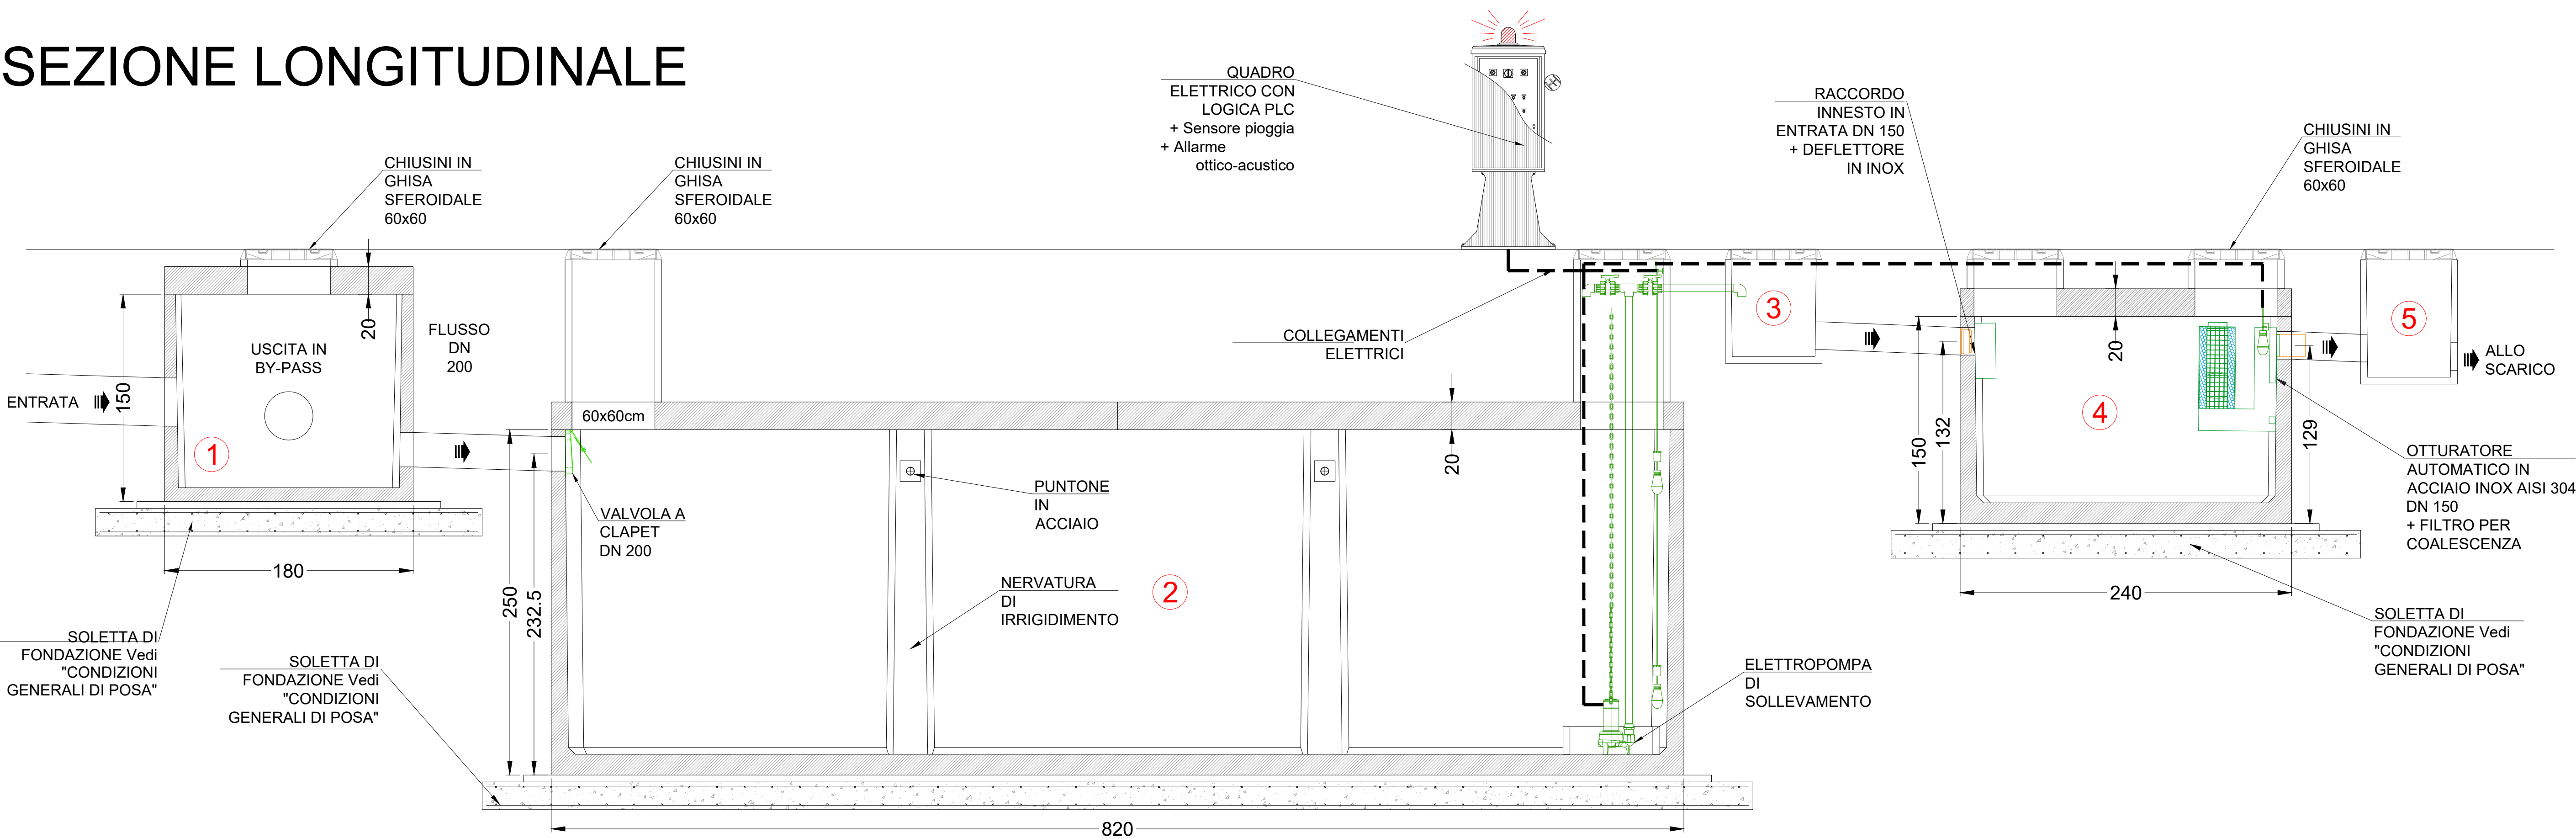 SEZIONE LONGITUDINALE
QUADRO
ELETTRICO CON
LOGICA PLC
+ Sensore pioggia
+ Allarme
ottico-acustico
RACCORDO
INNESTO IN
ENTRATA DN 150
+ DEFLETTORE
IN INOX
CHIUSINI IN
GHISA
SFEROIDALE
60x60
CHIUSINI IN
GHISA
SFEROIDALE
60x60
CHIUSINI IN
GHISA
SFEROIDALE
60x60
ENTRATA
150
USCITA IN
BY-PASS
1
20
FLUSSO
DN
200
180
SOLETTA DI
FONDAZIONE Vedi
"CONDIZIONI
GENERALI DI POSA"
60x60cm
VALVOLA A
CLAPET
DN 200
250
232.5
PUNTONE
IN
ACCIAIO
NERVATURA
DI
IRRIGIDIMENTO
2
20
COLLEGAMENTI
ELETTRICI
ELETTROPOMPA
DI
SOLLEVAMENTO
SOLETTA DI
FONDAZIONE Vedi
"CONDIZIONI
GENERALI DI POSA"
820
3
150
132
20
4
129
240
5
ALLO
SCARICO
OTTURATORE
AUTOMATICO IN
ACCIAIO INOX AISI 304
DN 150
+ FILTRO PER
COALESCENZA
SOLETTA DI
FONDAZIONE Vedi
"CONDIZIONI
GENERALI DI POSA"